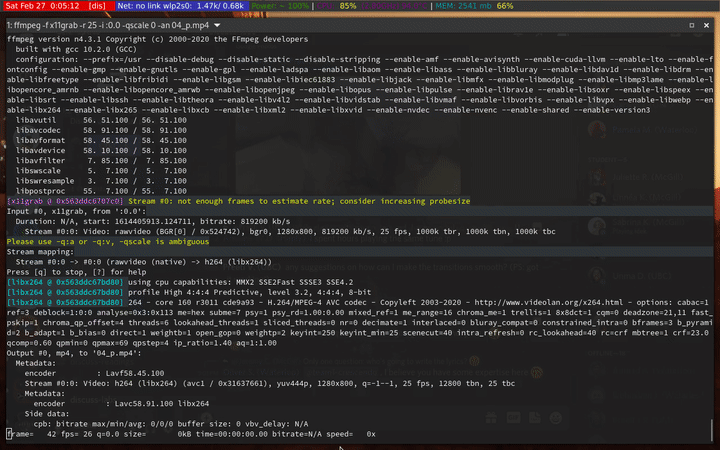 Sat Feb 27 0:05:12 [dis] Net: no link wlp2s0: 1.47k/ 0.68k Power: ~ 100% | 85% | MEM: 2541 mb 66%
1: ffmpeg -f x11grab -r 25 -i :0.0 -qscale 0 -an 04_p.mp4
ffmpeg version n4.3.1 Copyright (c) 2000-2020 the FFmpeg developers
built with gcc 10.2.0 (GCC)
configuration: --prefix=/usr --disable-debug --disable-static --disable-stripping --enable-amf --enable-avisynth --enable-cuda-llvm --enable-lto --enable-f
ontconfig --enable-gmp --enable-gnutls --enable-gpl --enable-ladspa --enable-libaom --enable-libass --enable-libbluray --enable-libdav1d --enable-libdrm --en
able-libfreetype --enable-libfribidi --enable-libgsm --enable-libiec61883 --enable-libjack --enable-libmfx --enable-libmodplug --enable-libmp3lame --enable-l
ibopencore_amrnb --enable-libopencore_amrwb --enable-libopenjpeg --enable-libopus --enable-libpulse --enable-librav1e --enable-libsoxr --enable-libspeex --en
able-libsrt --enable-libssh --enable-libtheora --enable-libv4l2 --enable-libvidstab --enable-libvmaf --enable-libvorbis --enable-libvpx --enable-libwebp --en
able-libx264 --enable-libx265 --enable-libxcb --enable-libxml2 --enable-libxvid --enable-nvdec --enable-nvenc --enable-shared --enable-version3
libavutil 56. 51.100 / 56. 51.100
libavcodec 58. 91.100 / 58. 91.100
libavformat 58. 45.100 / 58. 45.100
libavdevice 58. 10.100 / 58. 10.100
libavfilter 7. 85.100 / 7. 85.100
libswscale 5. 7.100 / 5. 7.100
libswresample 3. 7.100 / 3. 7.100
libpostproc 55. 7.100 / 55. 7.100
[x11grab @ 0x563ddc6787c0] Stream #0: not enough frames to estimate rate; consider increasing probesize
Input #0, x11grab, from ':0.0':
Duration: N/A, start: 1614405913.124711, bitrate: 819200 kb/s
Stream #0:0: Video: rawvideo (BGR[0] / 0x524742), bgr0, 1280x800, 819200 kb/s, 25 fps, 1000k tbr, 1000k tbn, 1000k tbc
Please use -q:a or -q:v, -qscale is ambiguous
Stream mapping:
Stream #0:0 -> #0:0 (rawvideo (native) -> h264 (libx264))
Press [q] to stop, [?] for help
[libx264 @ 0x563ddc67bd80] using cpu capabilities: MMX2 SSE2Fast SSSE3 SSE4.2
[libx264 @ 0x563ddc67bd80] profile High 4:4:4 Predictive, level 3.2, 4:4:4, 8-bit
[libx264 @ 0x563ddc67bd80] 264 - core 160 r3011 cde9a93 - H.264/MPEG-4 AVC codec - Copyleft 2003-2020 - http://www.videolan.org/x264.html - options: cabac=1
ref=3 deblock=1:0:0 analyse=0x3:0x113 me=hex subme=7 psy=1 psy_rd=1.00:0.00 mixed_ref=1 me_range=16 chroma_me=1 trellis=1 8x8dct=1 cqm=0 deadzone=21,11 fast_
pskip=1 chroma_qp_offset=4 threads=6 lookahead_threads=1 sliced_threads=0 nr=0 decimate=1 interlaced=0 bluray_compat=0 constrained_intra=0 bframes=3 b_pyrami
d=2 b_adapt=1 b_bias=0 direct=1 weightb=1 open_gop=0 weightp=2 keyint=250 keyint_min=25 scenecut=40 intra_refresh=0 rc_lookahead=40 rc=crf mbtree=1 crf=23.0
qcomp=0.60 qpmin=0 qpmax=69 qpstep=4 ip_ratio=1.40 aq=1:1.00
Output #0, mp4, to '04_p.mp4':
Metadata:
encoder : Lavf58.45.100
Stream #0:0: Video: h264 (libx264) (avc1 / 0x31637661), yuv444p, 1280x800, q=-1--1, 25 fps, 12800 tbn, 25 tbc
Metadata:
encoder : Lavc58.91.100 libx264
Side data:
cpb: bitrate max/min/avg: 0/0/0 buffer size: 0 vbv_delay: N/A
frame= 42 fps= 26 q=0.0 size= 0kB time=00:00:00.00 bitrate=N/A speed= 0x